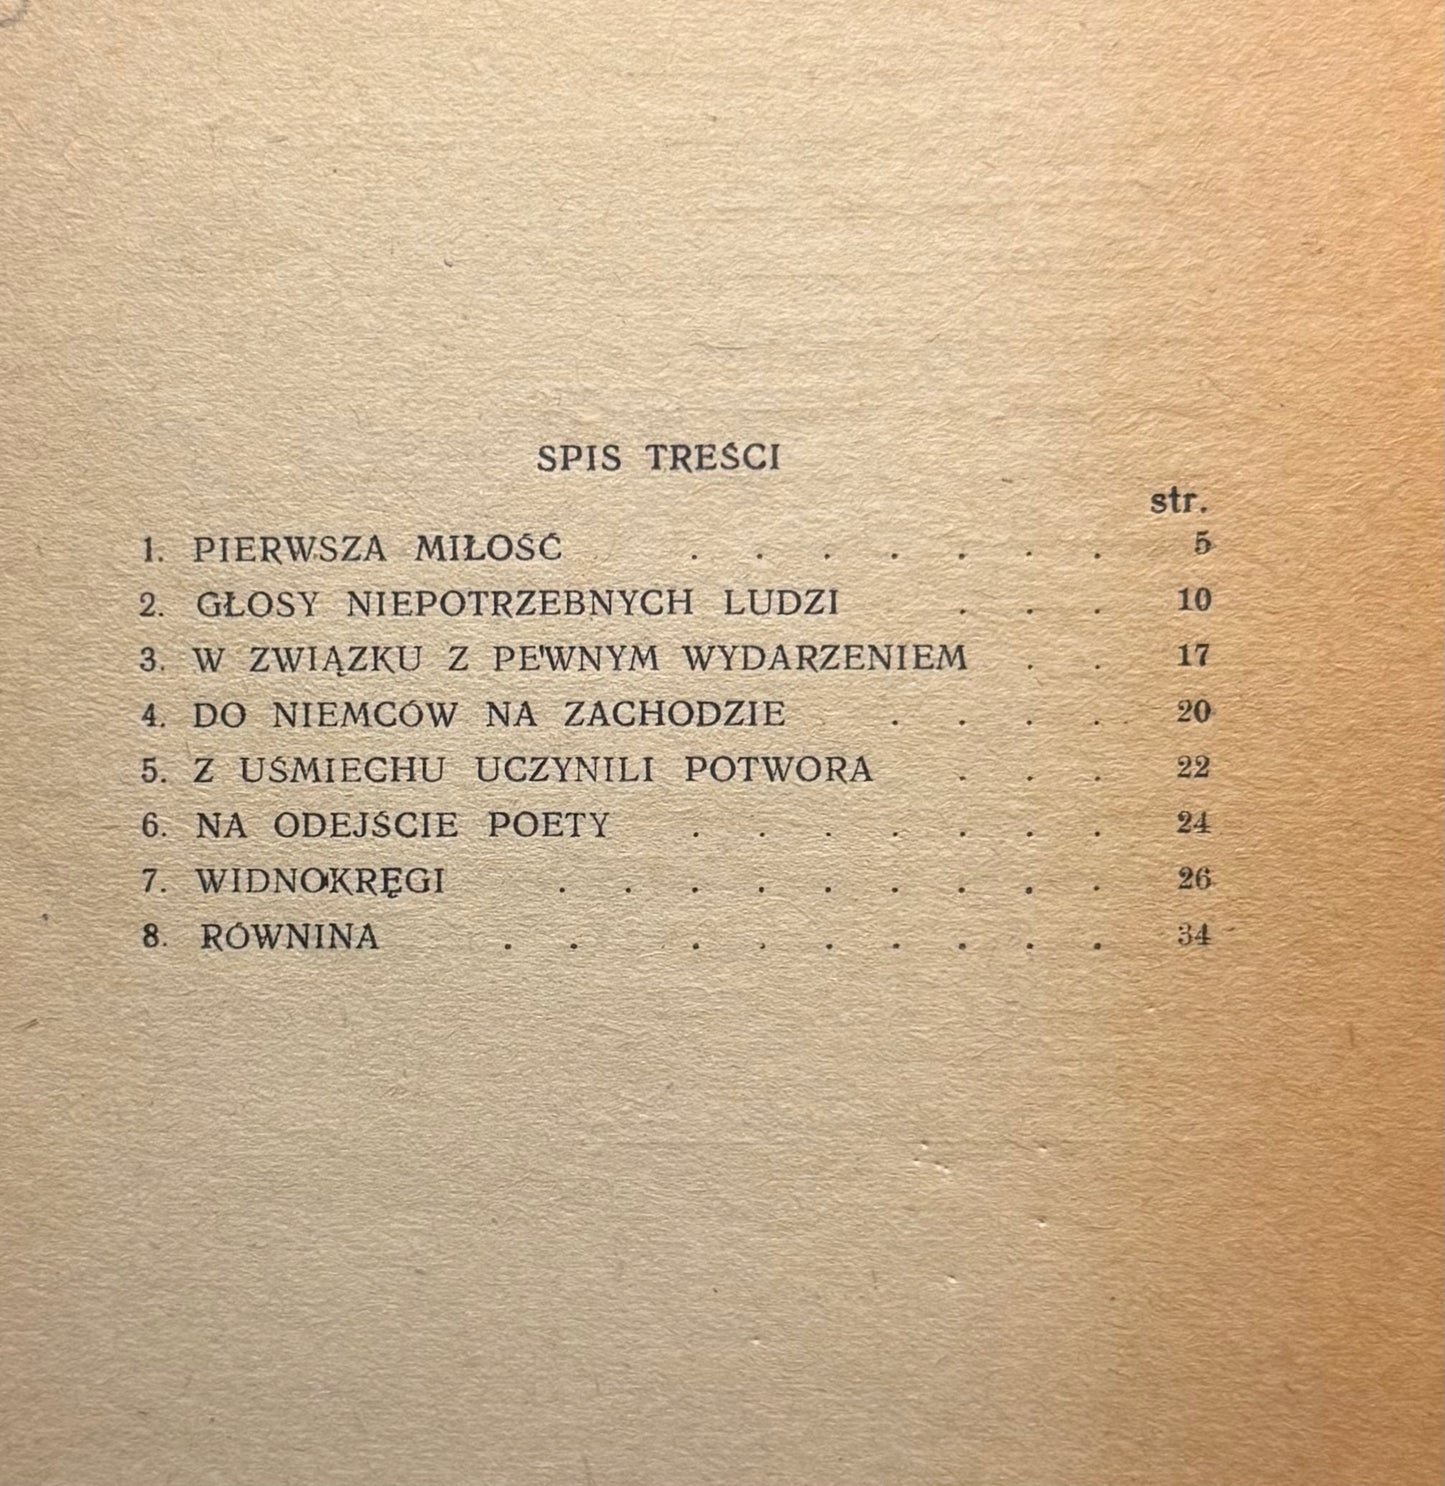 SPIS TREŚCI
str.
1. PIERWSZA MIŁOŚĆ . . . . . . . 5
2. GŁOSY NIEPOTRZEBNYCH LUDZI . . . 10
3. W ZWIĄZKU Z PE'WNYM WYDARZENIEM . . 17
4. DO NIEMCÓW NA ZACHODZIE . . . . 20
5. Z UŚMIECHU UCZYNILI POTWORA . . . 22
6. NA ODEJŚCIE POETY . . . . . . . 24
7. WIDNOKRĘGI . . . . . . . . . 26
8. RÓWNINA . . . . . . . . . 34